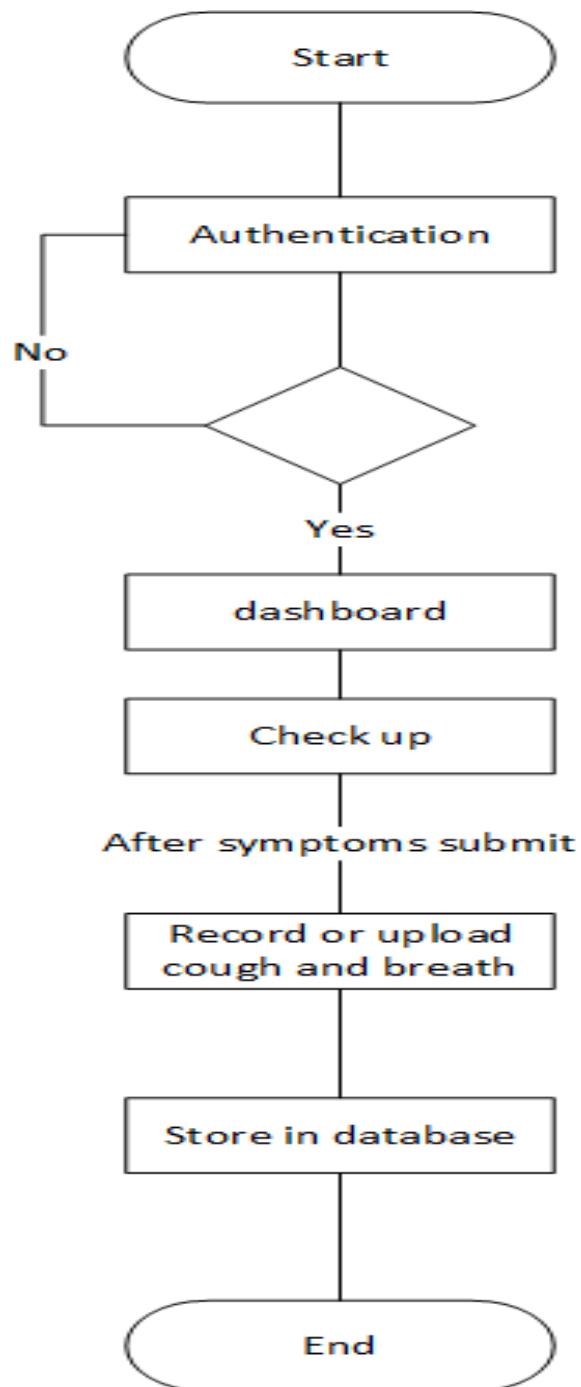 Start
Authentication
No
Yes
dashboard
Check up
After symptoms submit
Record or upload
cough and breath
Store in database
End